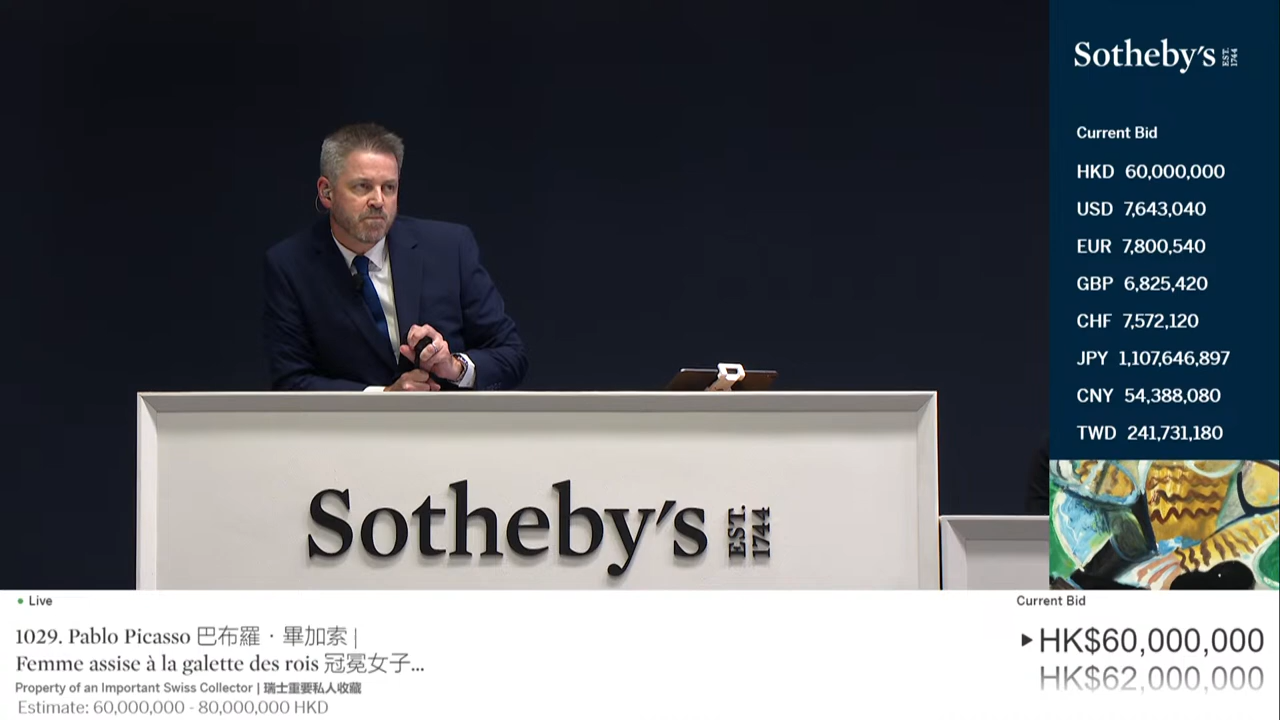 Sotheby's EST. 1744
Current Bid
HKD 60,000,000
USD 7,643,040
EUR 7,800,540
GBP 6,825,420
CHF 7,572,120
JPY 1,107,646,897
CNY 54,388,080
TWD 241,731,180
Sotheby's EST. 1744
• Live
1029. Pablo Picasso 巴布羅·畢加索 |
Femme assise à la galette des rois 冠冕女子...
Property of an Important Swiss Collector | 瑞士重要私人收藏
Estimate: 60,000,000 - 80,000,000 HKD
Current Bid
HK$60,000,000
HK$62,000,000